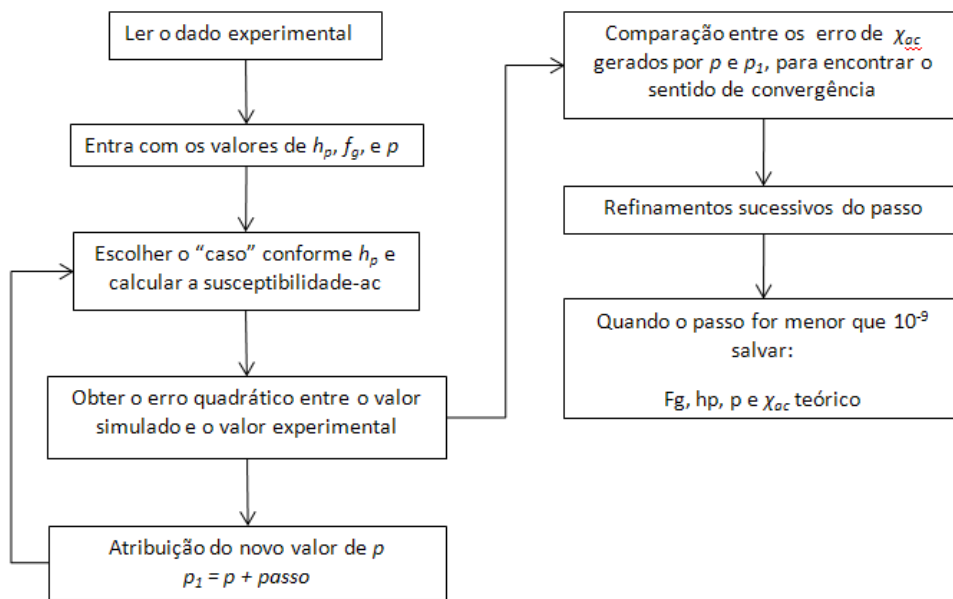 Ler o dado experimental
Entra com os valores de hₚ, f_g, e p
Escolher o “caso” conforme hₚ e
calcular a susceptibilidade-ac
Obter o erro quadrático entre o valor
simulado e o valor experimental
Atribuição do novo valor de p
p₁ = p + passo
Comparação entre os erro de χ_ac
gerados por p e p₁, para encontrar o
sentido de convergência
Refinamentos sucessivos do passo
Quando o passo for menor que 10⁻⁹
salvar:
Fg, hp, p e χ_ac teórico